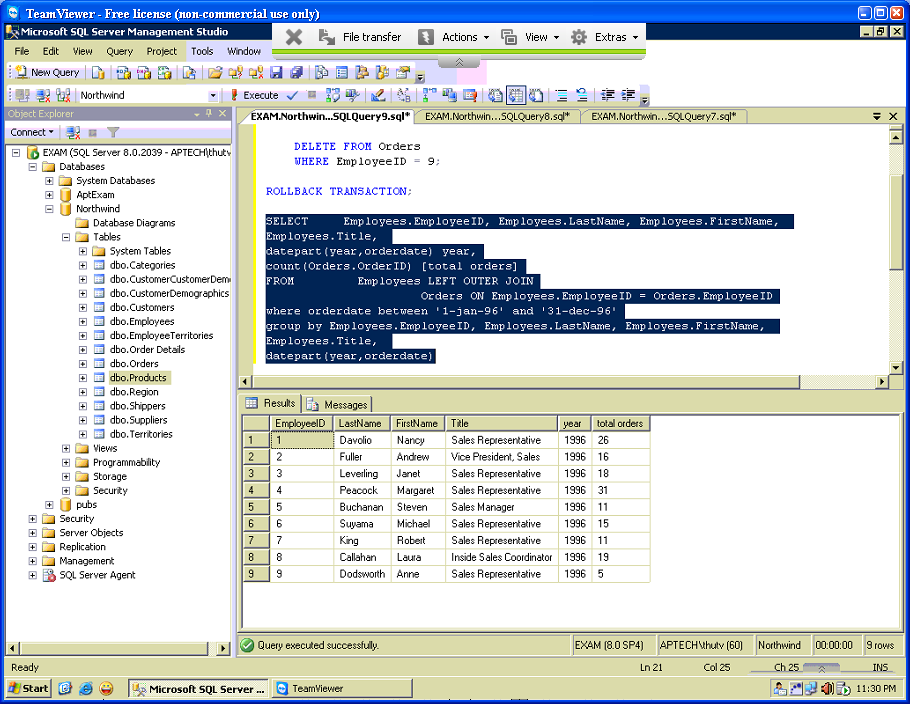 TeamViewer - Free license (non-commercial use only)
Microsoft SQL Server Management Studio
File transfer Actions View Extras
File Edit View Query Project Tools Window
New Query
Northwind Execute
Object Explorer
Connect
EXAM (SQL Server 8.0.2039 - APTECH\thutv
Databases
System Databases
AptExam
Northwind
Database Diagrams
Tables
System Tables
dbo.Categories
dbo.CustomerCustomerDem
dbo.CustomerDemographics
dbo.Customers
dbo.Employees
dbo.EmployeeTerritories
dbo.Order Details
dbo.Orders
dbo.Products
dbo.Region
dbo.Shippers
dbo.Suppliers
dbo.Territories
Views
Programmability
Storage
Security
pubs
Security
Server Objects
Replication
Management
SQL Server Agent
EXAM.Northwin...SQLQuery9.sql* EXAM.Northwin...SQLQuery8.sql* EXAM.Northwin...SQLQuery7.sql*
DELETE FROM Orders
WHERE EmployeeID = 9;
ROLLBACK TRANSACTION;
SELECT Employees.EmployeeID, Employees.LastName, Employees.FirstName,
Employees.Title,
datepart(year,orderdate) year,
count(Orders.OrderID) [total orders]
FROM Employees LEFT OUTER JOIN
Orders ON Employees.EmployeeID = Orders.EmployeeID
where orderdate between '1-jan-96' and '31-dec-96'
group by Employees.EmployeeID, Employees.LastName, Employees.FirstName,
Employees.Title,
datepart(year,orderdate)
Results Messages
EmployeeID LastName FirstName Title year total orders
1 1 Davolio Nancy Sales Representative 1996 26
2 2 Fuller Andrew Vice President, Sales 1996 16
3 3 Leverling Janet Sales Representative 1996 18
4 4 Peacock Margaret Sales Representative 1996 31
5 5 Buchanan Steven Sales Manager 1996 11
6 6 Suyama Michael Sales Representative 1996 15
7 7 King Robert Sales Representative 1996 11
8 8 Callahan Laura Inside Sales Coordinator 1996 19
9 9 Dodsworth Anne Sales Representative 1996 5
Query executed successfully. EXAM (8.0 SP4) APTECH\thutv (60) Northwind 00:00:00 9 rows
Ready Ln 21 Col 25 Ch 25 INS
Start Microsoft SQL Server ... TeamViewer 11:30 PM